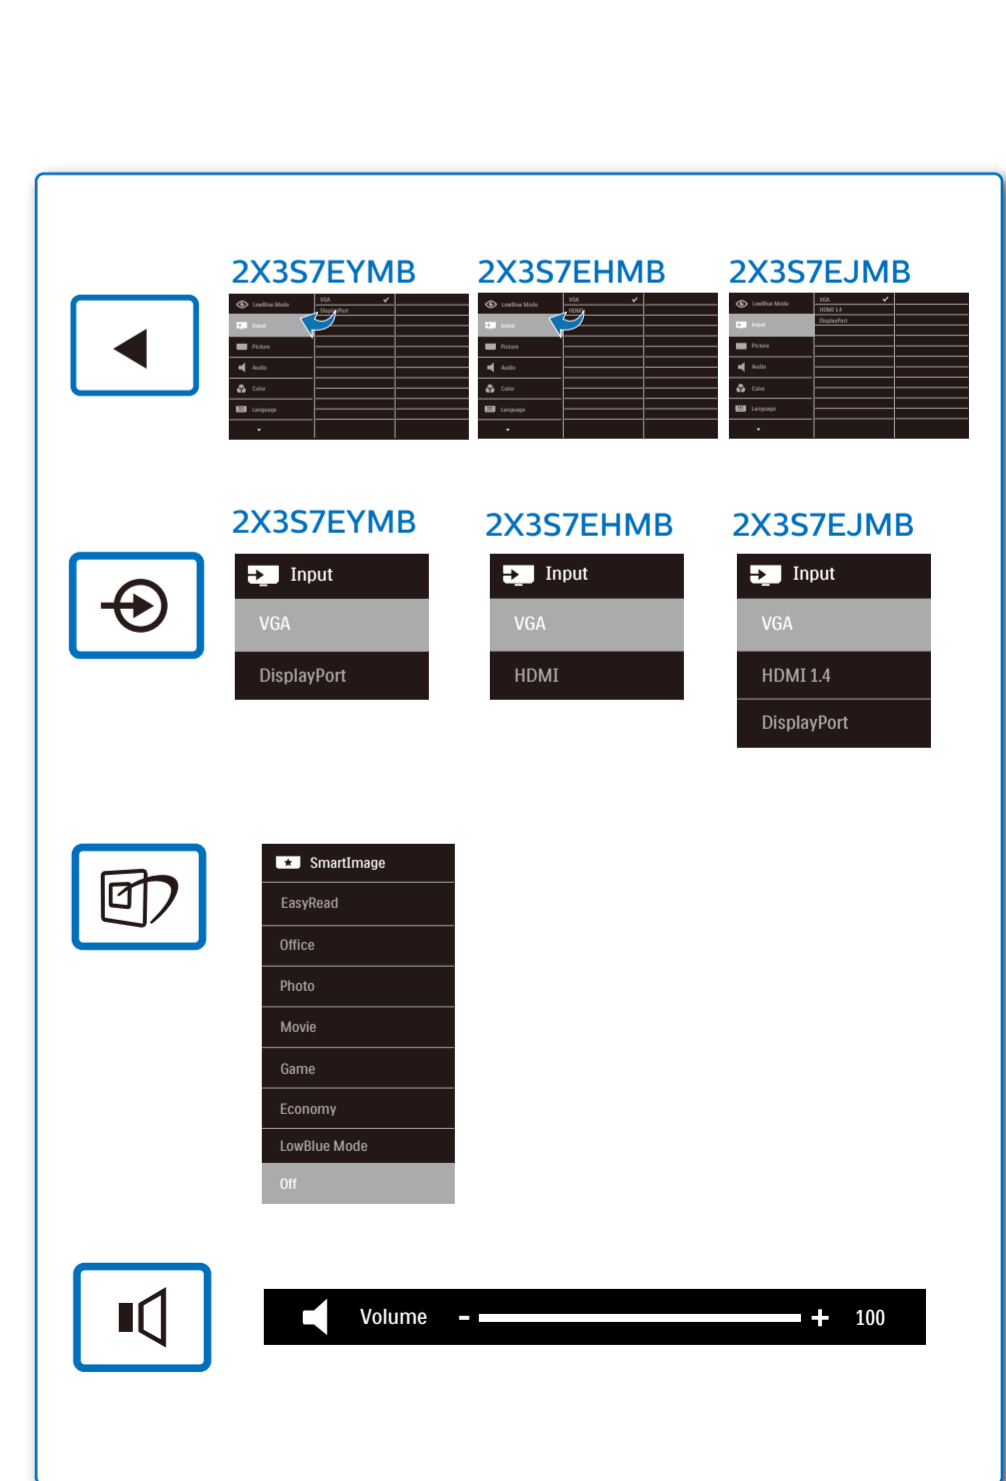 2X3S7EYMB
2X3S7EHMB
2X3S7EJMB
LowBlue Mode
Input
Picture
Audio
Color
Language
VGA
DisplayPort
LowBlue Mode
Input
Picture
Audio
Color
Language
VGA
HDMI
LowBlue Mode
Input
Picture
Audio
Color
Language
VGA
HDMI 1.4
DisplayPort
2X3S7EYMB
2X3S7EHMB
2X3S7EJMB
Input
VGA
DisplayPort
Input
VGA
HDMI
Input
VGA
HDMI 1.4
DisplayPort
SmartImage
EasyRead
Office
Photo
Movie
Game
Economy
LowBlue Mode
Off
Volume - + 100